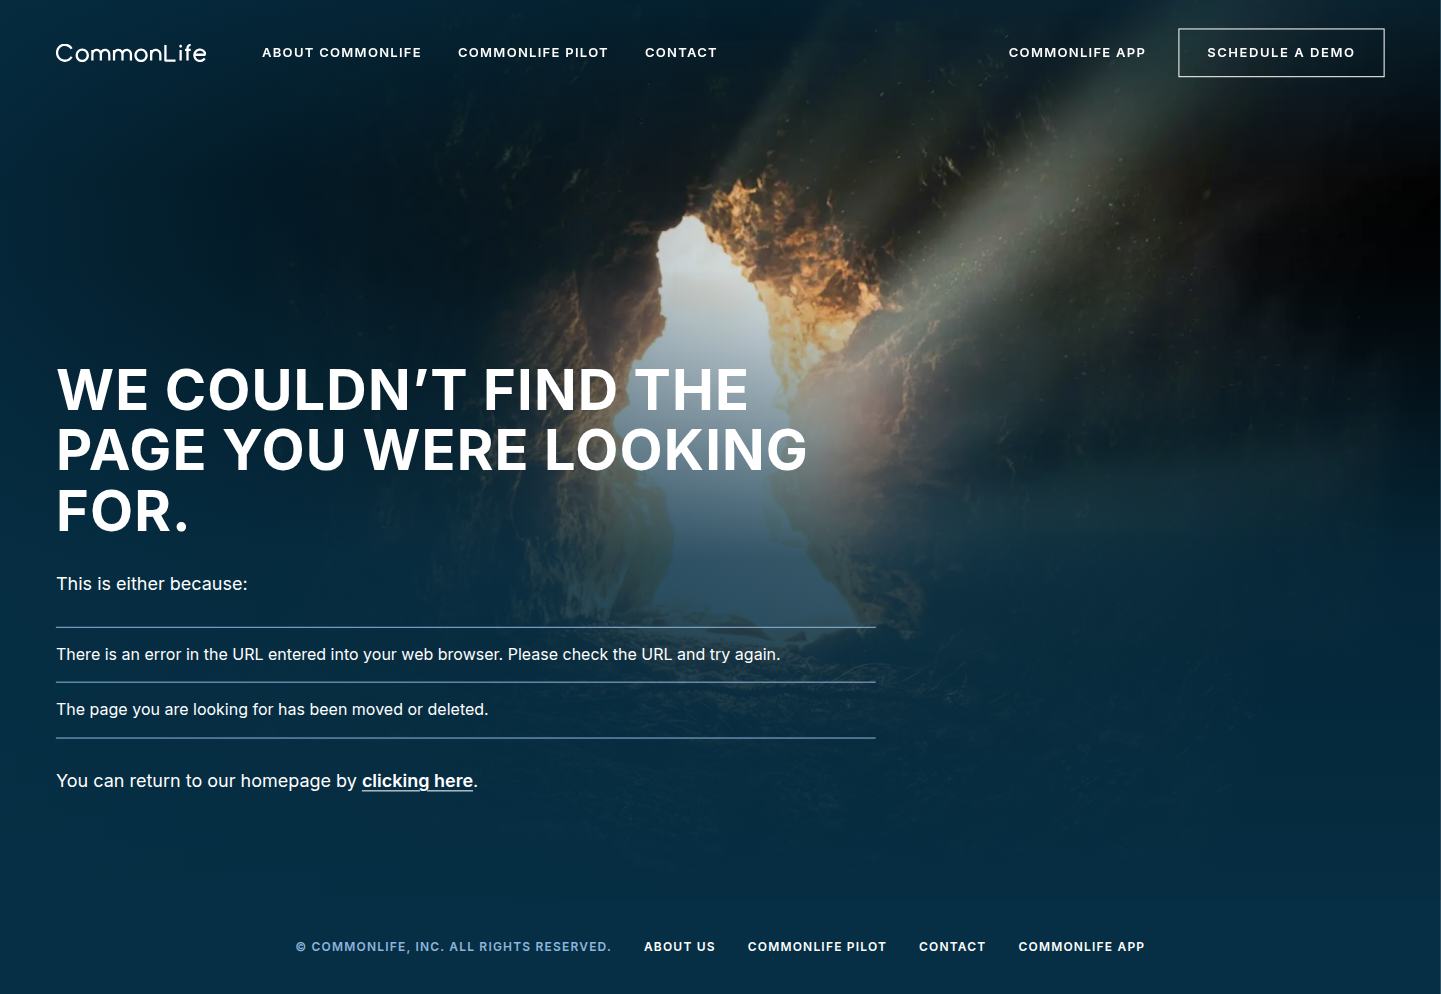 CommonLife
ABOUT COMMONLIFE
COMMONLIFE PILOT
CONTACT
COMMONLIFE APP
SCHEDULE A DEMO
WE COULDN’T FIND THE
PAGE YOU WERE LOOKING
FOR.
This is either because:
There is an error in the URL entered into your web browser. Please check the URL and try again.
The page you are looking for has been moved or deleted.
You can return to our homepage by clicking here.
© COMMONLIFE, INC. ALL RIGHTS RESERVED.
ABOUT US
COMMONLIFE PILOT
CONTACT
COMMONLIFE APP